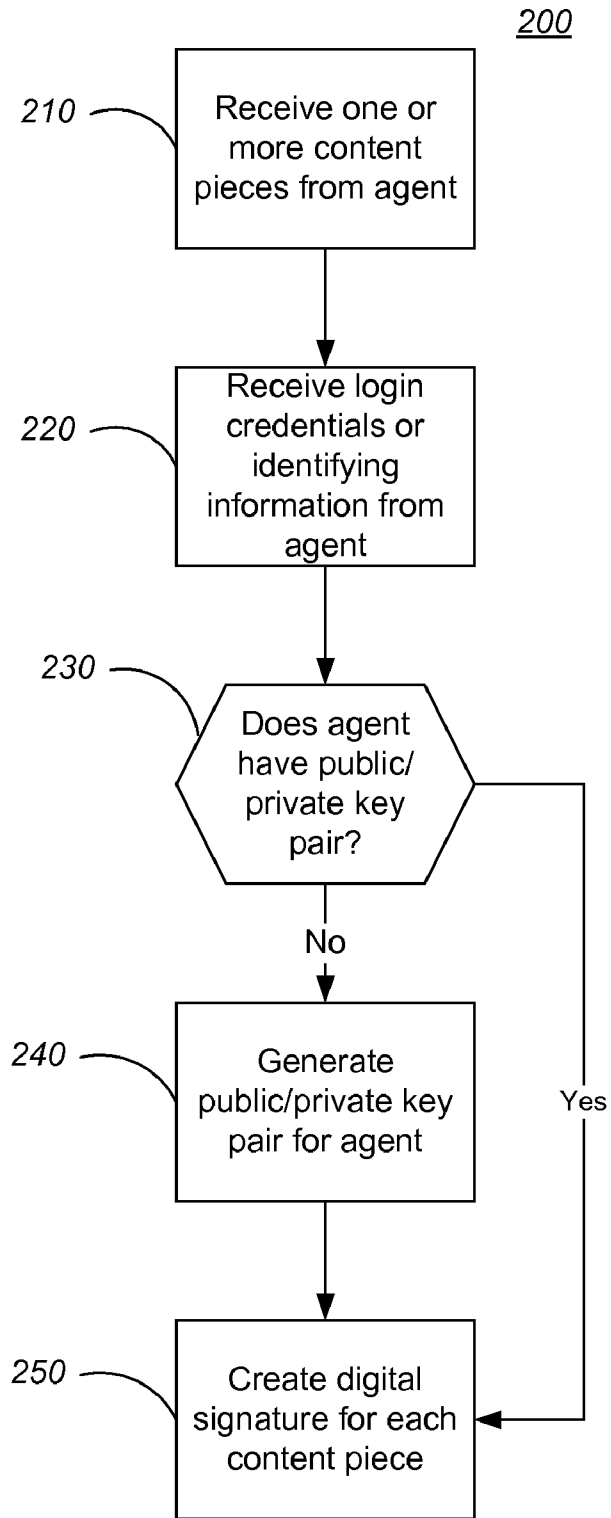 200
210
Receive one or
more content
pieces from agent
220
Receive login
credentials or
identifying
information from
agent
230
Does agent
have public/
private key
pair?
No
240
Generate
public/private key
pair for agent
Yes
250
Create digital
signature for each
content piece